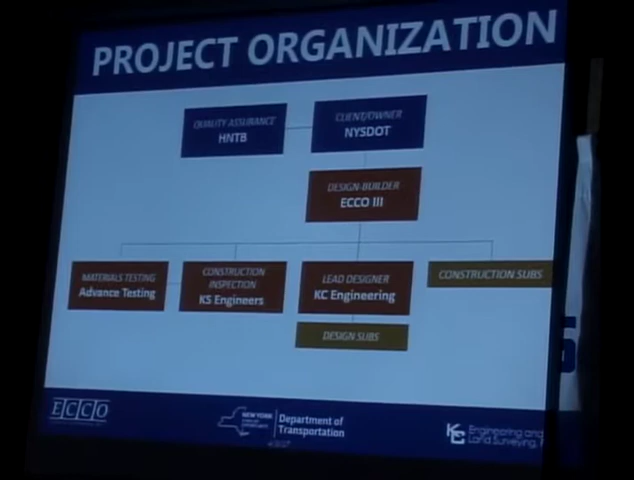 PROJECT ORGANIZATION
QUALITY ASSURANCE
HNTB
CLIENT/OWNER
NYSDOT
DESIGN-BUILDER
ECCO III
MATERIALS TESTING
Advance Testing
CONSTRUCTION
INSPECTION
KS Engineers
LEAD DESIGNER
KC Engineering
CONSTRUCTION SUBS
DESIGN SUBS
ECCO
NEW YORK
Department of
Transportation
KC
Engineering and
Land Surveying,